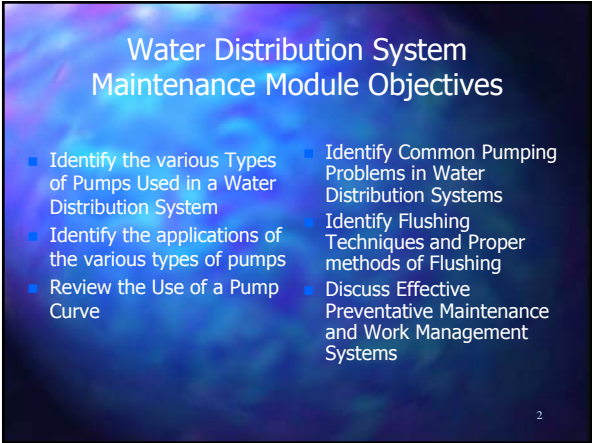 Water Distribution System
Maintenance Module Objectives
Identify the various Types
of Pumps Used in a Water
Distribution System
Identify the applications of
the various types of pumps
Review the Use of a Pump
Curve
Identify Common Pumping
Problems in Water
Distribution Systems
Identify Flushing
Techniques and Proper
methods of Flushing
Discuss Effective
Preventative Maintenance
and Work Management
Systems
2